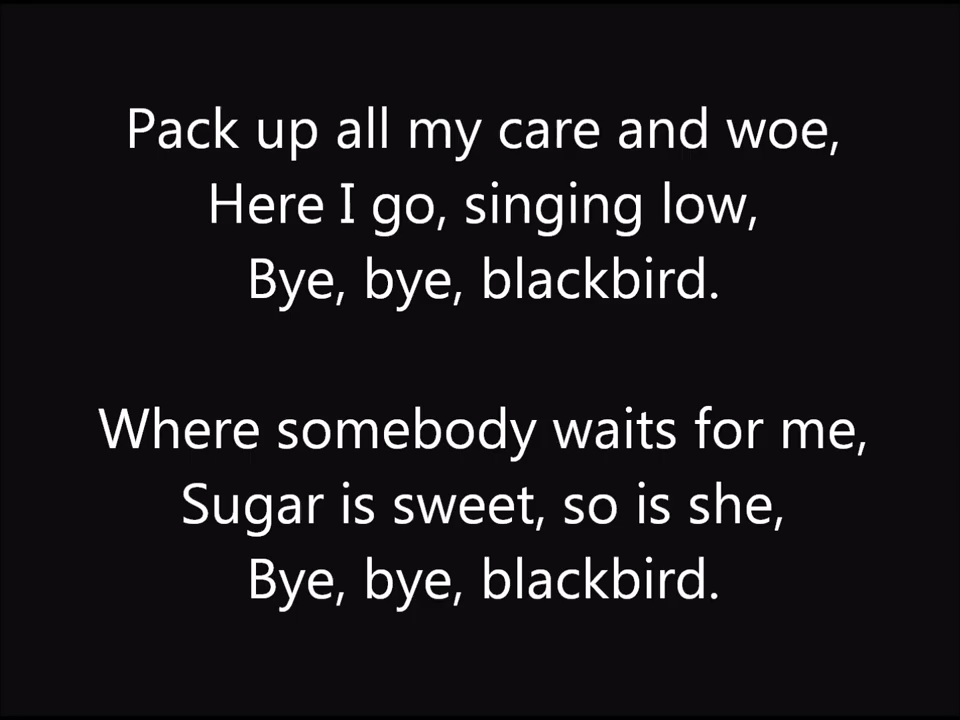 Pack up all my care and woe,
Here I go, singing low,
Bye, bye, blackbird.
Where somebody waits for me,
Sugar is sweet, so is she,
Bye, bye, blackbird.